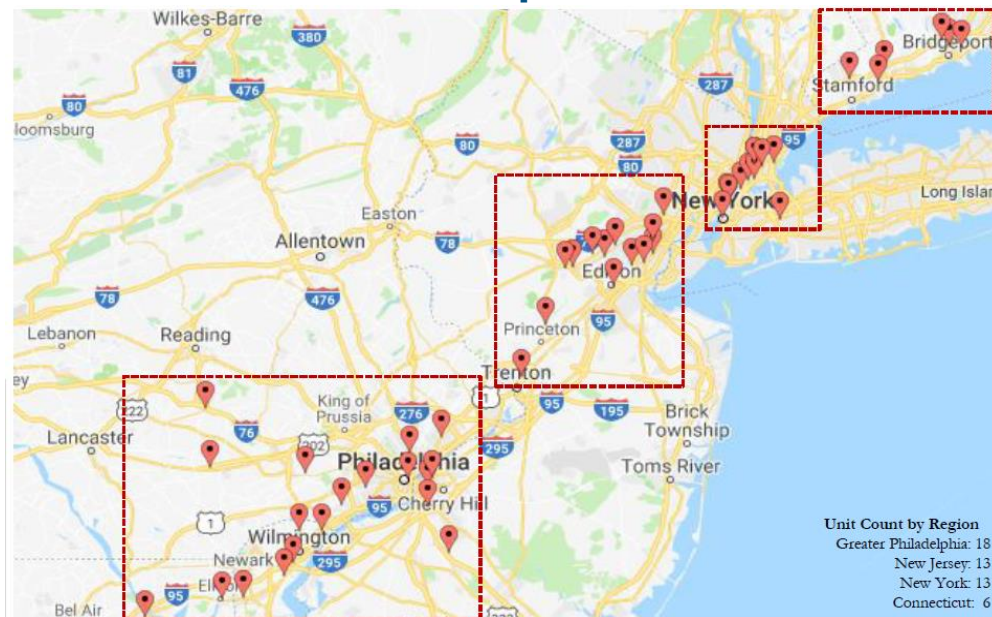 Wilkes-Barre
380
81
476
80
80
287
Bridgeport
Stamford
287
80
95
loomsburg
Easton
New York
Long Islan
Allentown
78
78
476
Edison
Lebanon
Reading
Princeton
95
Trenton
ey
222
King of
Prussia
276
1
95
195
Brick
Township
Lancaster
76
202
295
Toms River
Philadelphia
95
Cherry Hill
1
Wilmington
Newark
295
95
Bel Air
Unit Count by Region
Greater Philadelphia: 18
New Jersey: 13
New York: 13
Connecticut: 6